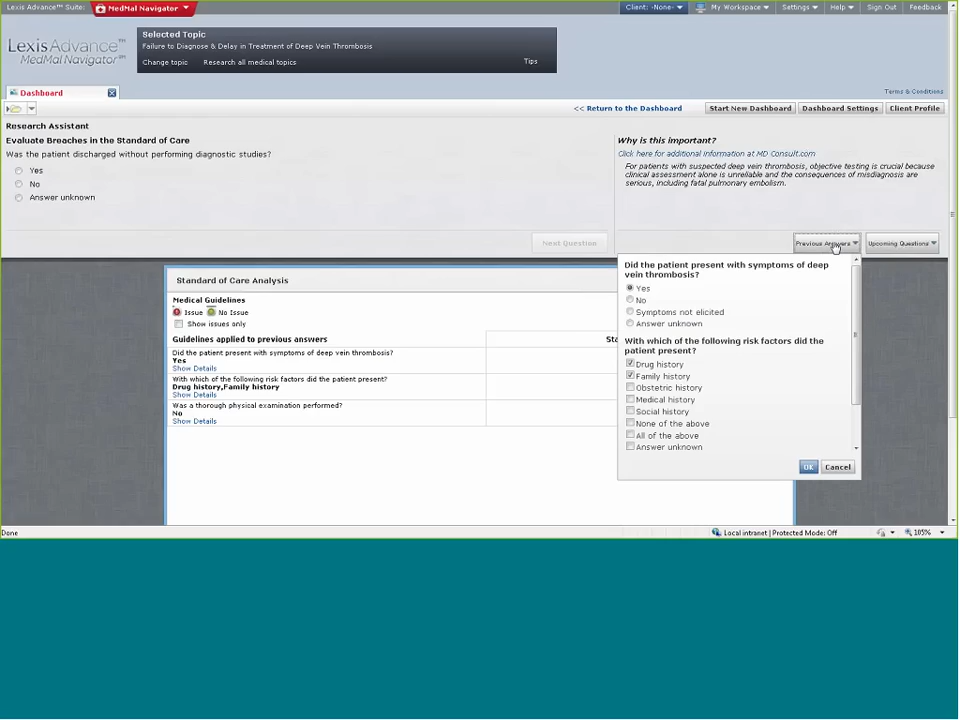 Lexis Advance™ Suite: MedMal Navigator Client: -None- My Workspace Settings Help Sign Out Feedback
Lexis Advance™
MedMal Navigator™
Selected Topic
Failure to Diagnose & Delay in Treatment of Deep Vein Thrombosis
Change topic Research all medical topics Tips
Dashboard
Terms & Conditions
<< Return to the Dashboard Start New Dashboard Dashboard Settings Client Profile
Research Assistant
Evaluate Breaches in the Standard of Care
Was the patient discharged without performing diagnostic studies?
Yes
No
Answer unknown
Next Question
Why is this important?
Click here for additional information at MD Consult.com
For patients with suspected deep vein thrombosis, objective testing is crucial because
clinical assessment alone is unreliable and the consequences of misdiagnosis are
serious, including fatal pulmonary embolism.
Previous Answers Upcoming Questions
Standard of Care Analysis
Medical Guidelines
Issue No Issue
Show issues only
Guidelines applied to previous answers Sta
Did the patient present with symptoms of deep vein thrombosis?
Yes
Show Details
With which of the following risk factors did the patient present?
Drug history,Family history
Show Details
Was a thorough physical examination performed?
No
Show Details
Did the patient present with symptoms of deep
vein thrombosis?
Yes
No
Symptoms not elicited
Answer unknown
With which of the following risk factors did the
patient present?
Drug history
Family history
Obstetric history
Medical history
Social history
None of the above
All of the above
Answer unknown
OK Cancel
Done Local intranet | Protected Mode: Off 105%